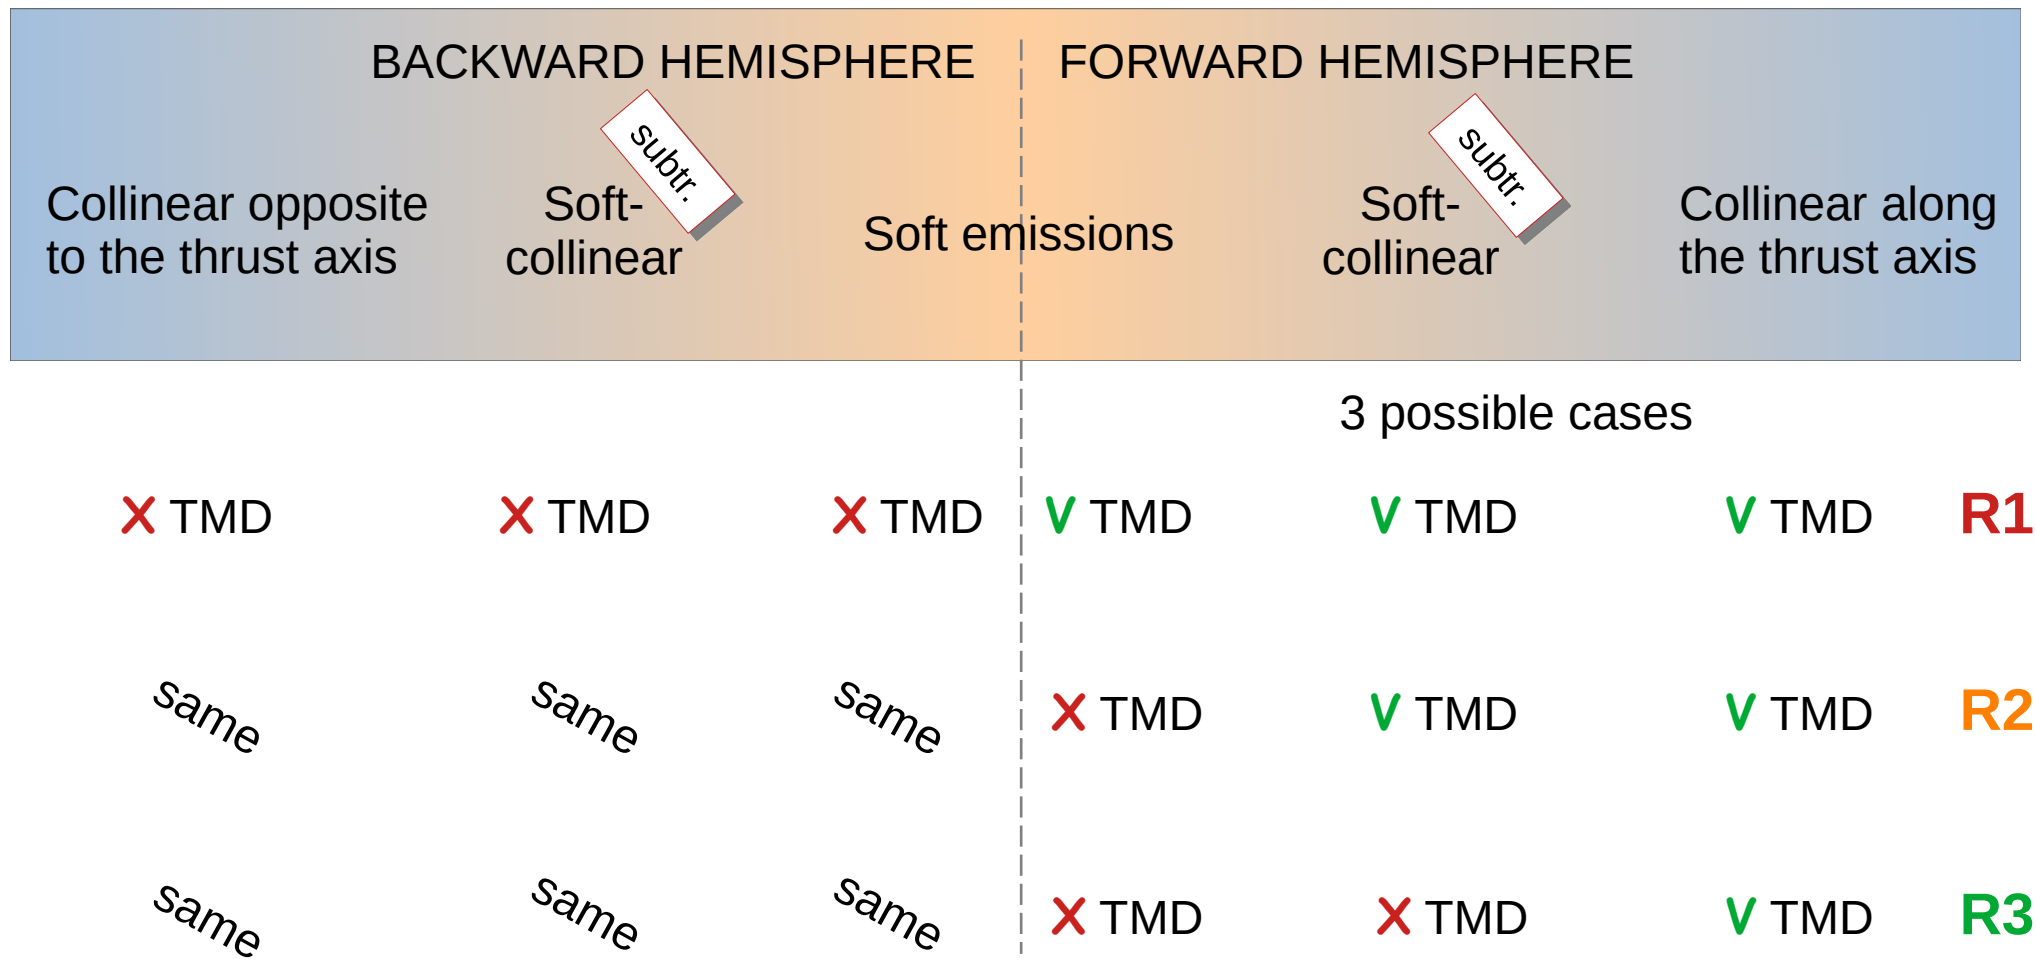 BACKWARD HEMISPHERE
FORWARD HEMISPHERE
Collinear opposite
to the thrust axis
Soft-
collinear
subtr.
Soft emissions
Soft-
collinear
subtr.
Collinear along
the thrust axis
3 possible cases
X TMD
X TMD
X TMD
V TMD
V TMD
V TMD
R1
same
same
same
X TMD
V TMD
V TMD
R2
same
same
same
X TMD
X TMD
V TMD
R3